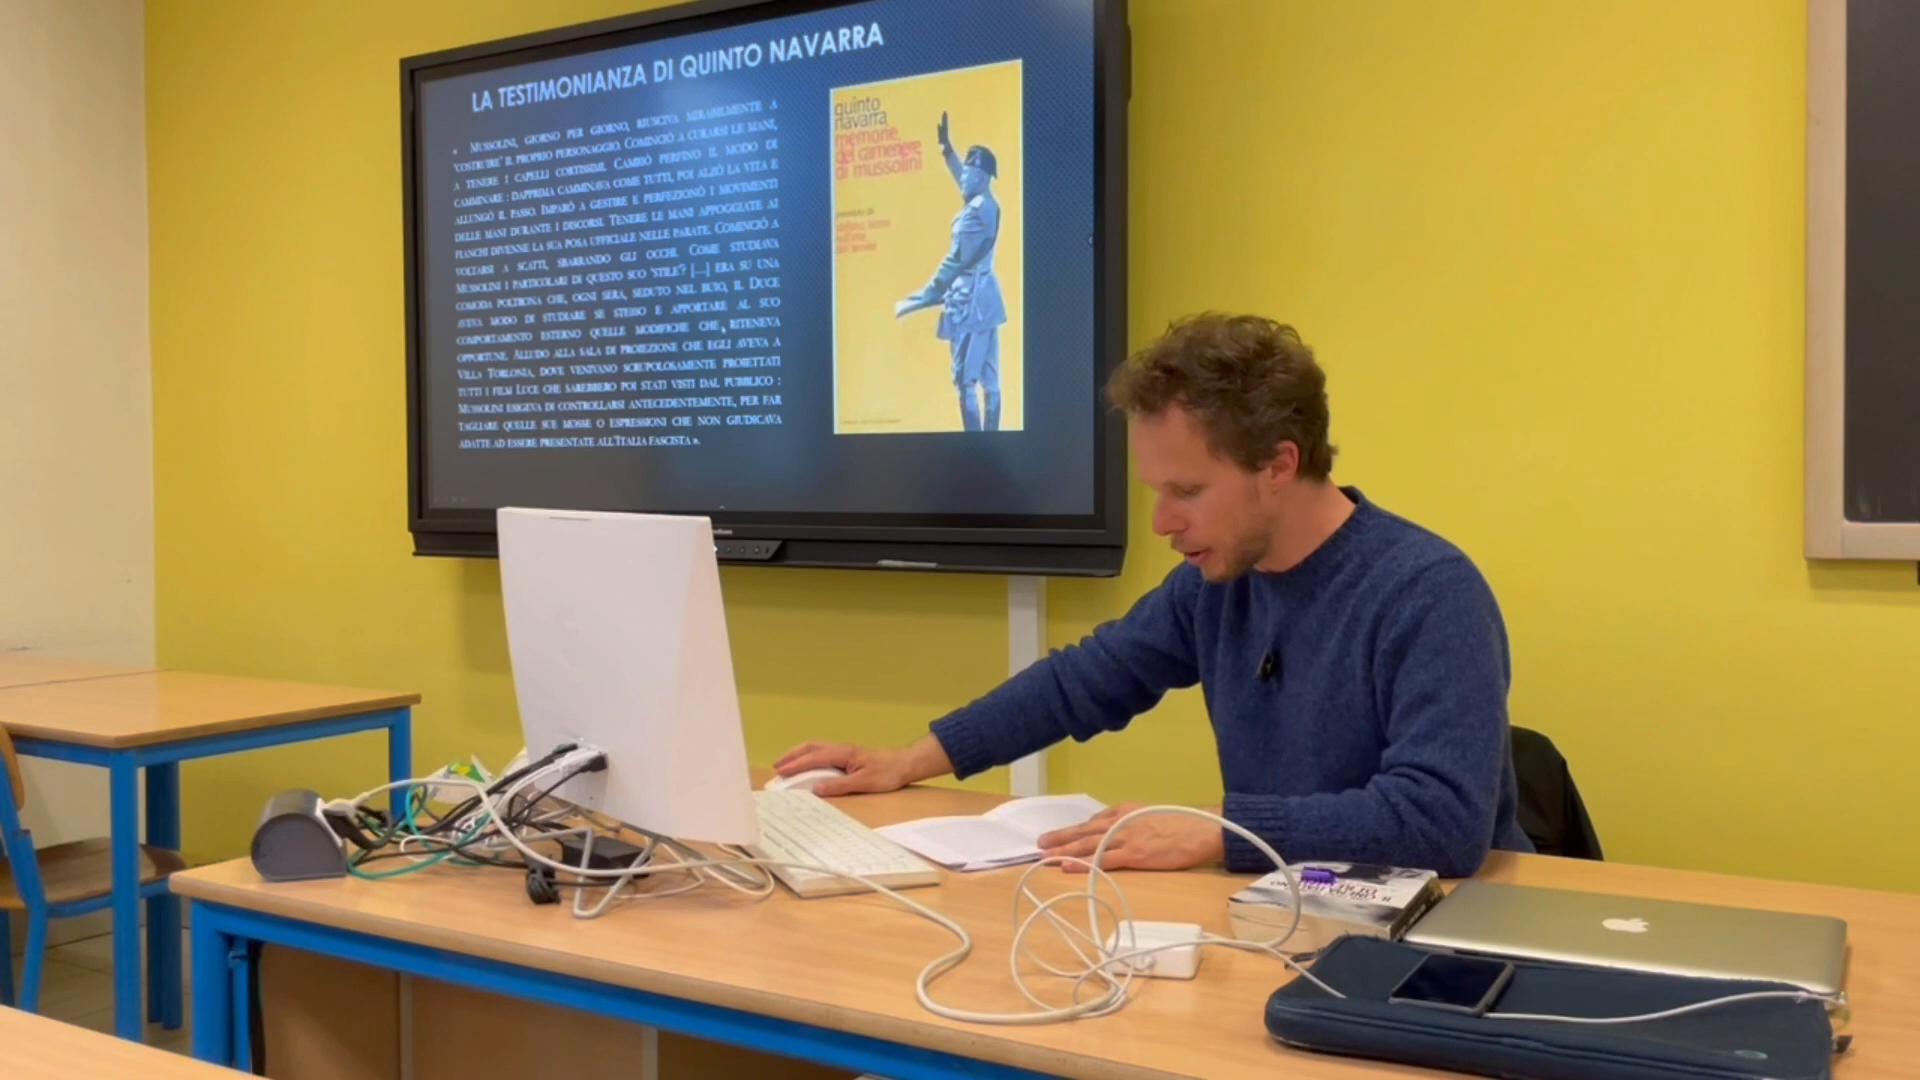 LA TESTIMONIANZA DI QUINTO NAVARRA
« MUSSOLINI, GIORNO PER GIORNO, RIUSCIVA MIRABILMENTE A
"COSTRUIRE" IL PROPRIO PERSONAGGIO. COMINCIÒ A CURARSI LE MANI,
A TENERE I CAPELLI CORTISSIMI. CAMBIÒ PERFINO IL MODO DI
CAMMINARE : DAPPRIMA CAMMINAVA COME TUTTI, POI ALZÒ LA VITA E
ALLUNGÒ IL PASSO. IMPARÒ A GESTIRE E PERFEZIONÒ I MOVIMENTI
DELLE MANI DURANTE I DISCORSI. TENERE LE MANI APPOGGIATE AI
FIANCHI DIVENNE LA SUA POSA UFFICIALE NELLE PARATE. COMINCIÒ A
VOLTARSI A SCATTI, SBARRANDO GLI OCCHI. COME STUDIAVA
MUSSOLINI I PARTICOLARI DI QUESTO SUO "STILE"? [...] ERA SU UNA
COMODA POLTRONA CHE, OGNI SERA, SEDUTO NEL BUIO, IL DUCE
AVEVA MODO DI STUDIARE SE STESSO E APPORTARE AL SUO
COMPORTAMENTO ESTERNO QUELLE MODIFICHE CHE RITENEVA
OPPORTUNE. ALLUDO ALLA SALA DI PROIEZIONE CHE EGLI AVEVA A
VILLA TORLONIA, DOVE VENIVANO SCRUPOLOSAMENTE PROIETTATI
TUTTI I FILM LUCE CHE SAREBBERO POI STATI VISTI DAL PUBBLICO :
MUSSOLINI ESIGEVA DI CONTROLLARSI ANTECEDENTEMENTE, PER FAR
TAGLIARE QUELLE SUE MOSSE O ESPRESSIONI CHE NON GIUDICAVA
ADATTE AD ESSERE PRESENTATE ALL'ITALIA FASCISTA ».
quinto
navarra
memorie
del cameriere
di mussolini